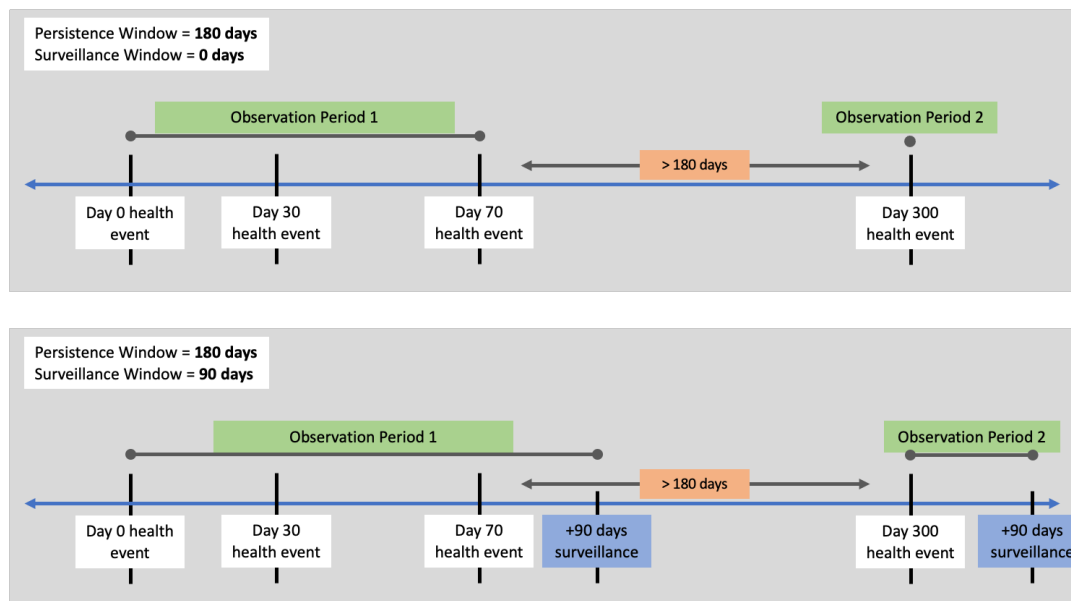 Persistence Window = 180 days
Surveillance Window = 0 days
Observation Period 1
Observation Period 2
> 180 days
Day 0 health
event
Day 30
health event
Day 70
health event
Day 300
health event
Persistence Window = 180 days
Surveillance Window = 90 days
Observation Period 1
Observation Period 2
> 180 days
Day 0 health
event
Day 30
health event
Day 70
health event
+90 days
surveillance
Day 300
health event
+90 days
surveillance